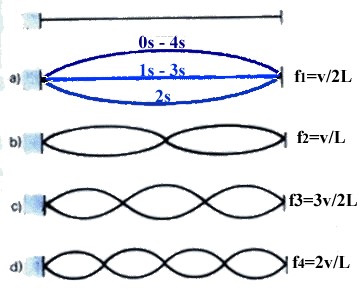 0s - 4s
a) 1s - 3s f₁=v/2L
2s
b) f₂=v/L
c) f3=3v/2L
d) f₄=2v/L